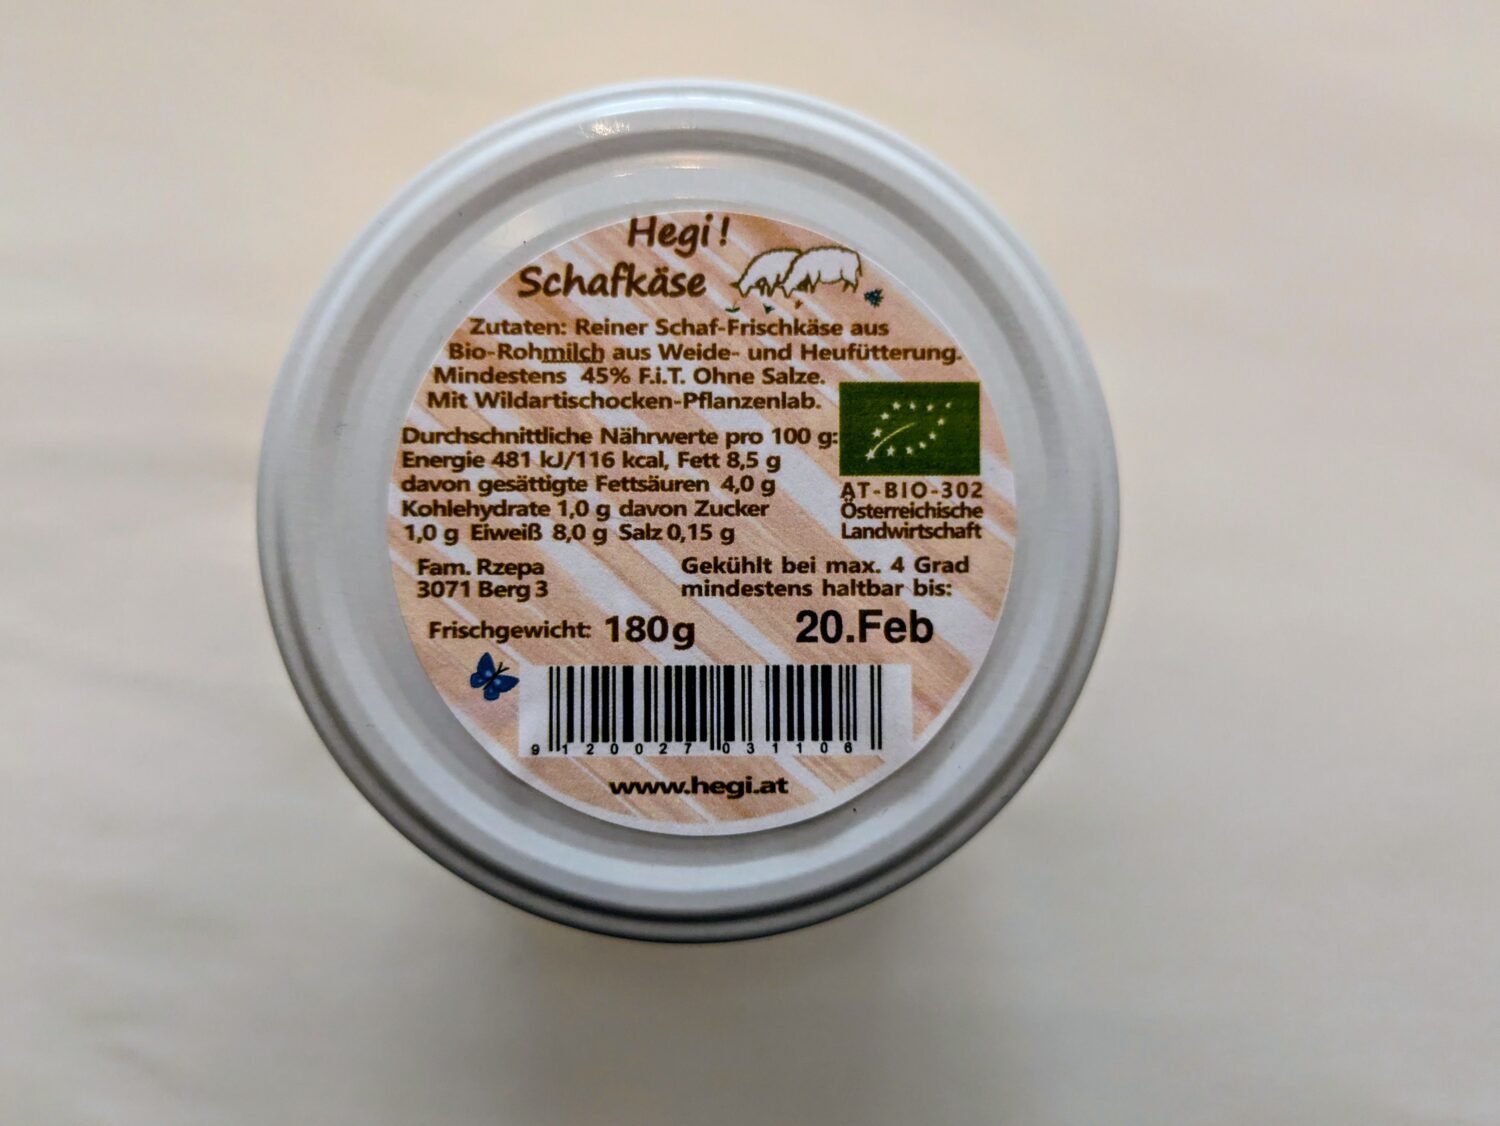 Hegi!
Schafkäse
Zutaten: Reiner Schaf-Frischkäse aus
Bio-Rohmilch aus Weide- und Heufütterung.
Mindestens 45% F.i.T. Ohne Salze.
Mit Wildartischocken-Pflanzenlab.
Durchschnittliche Nährwerte pro 100 g:
Energie 481 kJ/116 kcal, Fett 8,5 g
davon gesättigte Fettsäuren 4,0 g
Kohlehydrate 1,0 g davon Zucker
1,0 g Eiweiß 8,0 g Salz 0,15 g
AT-BIO-302
Österreichische
Landwirtschaft
Fam. Rzepa
3071 Berg 3
Gekühlt bei max. 4 Grad
mindestens haltbar bis:
Frischgewicht: 180g
20.Feb
9 120027 031106
www.hegi.at